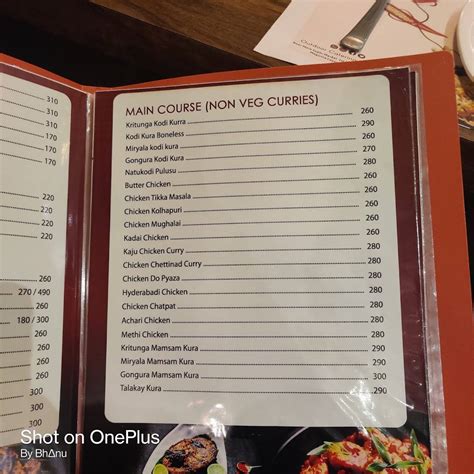 Outdoor Catering
310
310
310
170
170
170
220
220
220
260
270 / 490
260
180 / 300
260
260
260
300
300
MAIN COURSE (NON VEG CURRIES)
Kritunga Kodi Kurra 260
Kodi Kura Boneless 290
Miryala kodi kura 260
Gongura Kodi Kura 270
Natukodi Pulusu 270
Butter Chicken 280
Chicken Tikka Masala 290
Chicken Kolhapuri 260
Chicken Mughalai 260
Kadai Chicken 260
Kaju Chicken Curry 280
Chicken Chettinad Curry 280
Chicken Do Pyaza 280
Hyderabadi Chicken 280
Chicken Chatpat 280
Achari Chicken 280
Methi Chicken 280
Kritunga Mamsam Kura 290
Miryala Mamsam Kura 290
Gongura Mamsam Kura 300
Talakay Kura 290
Shot on OnePlus
By Bh∆nu